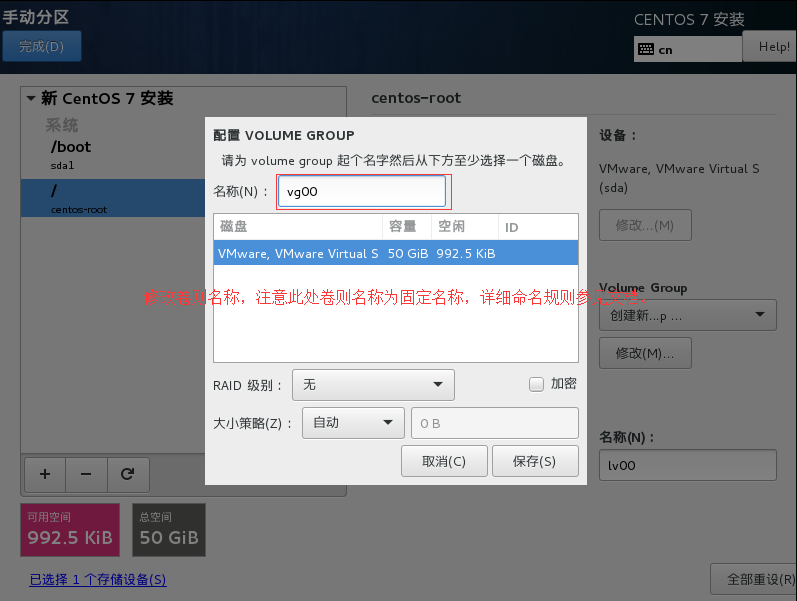 手动分区
CENTOS 7 安装
完成(D)
cn
Help!
新 CentOS 7 安装
系统
/boot
sda1
/
centos-root
centos-root
设备：
VMware, VMware Virtual S
(sda)
修改...(M)
Volume Group
创建新...p ...
修改(M)...
名称(N)：
lv00
配置 VOLUME GROUP
请为 volume group 起个名字然后从下方至少选择一个磁盘。
名称(N)：
vg00
磁盘 容量 空闲 ID
VMware, VMware Virtual S 50 GiB 992.5 KiB
名称，注意此处卷则名称为固定名称，详细命名规则参
RAID 级别： 无 加密
大小策略(Z)： 自动 0 B
取消(C) 保存(S)
+ −
可用空间
992.5 KiB
总空间
50 GiB
已选择 1 个存储设备(S)
全部重设(R)